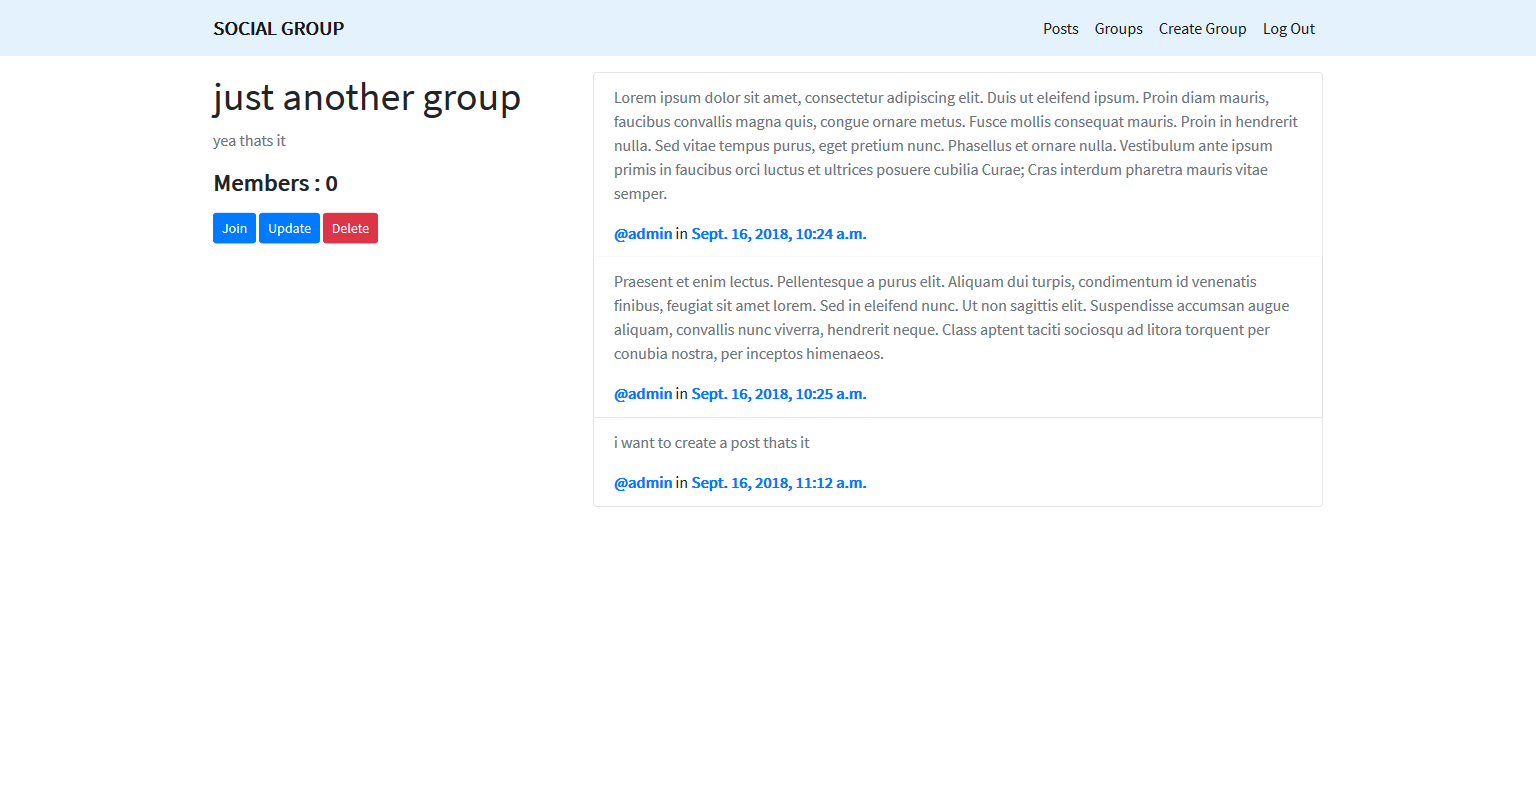 SOCIAL GROUP
Posts Groups Create Group Log Out
just another group
yea thats it
Members : 0
Join Update Delete
Lorem ipsum dolor sit amet, consectetur adipiscing elit. Duis ut eleifend ipsum. Proin diam mauris,
faucibus convallis magna quis, congue ornare metus. Fusce mollis consequat mauris. Proin in hendrerit
nulla. Sed vitae tempus purus, eget pretium nunc. Phasellus et ornare nulla. Vestibulum ante ipsum
primis in faucibus orci luctus et ultrices posuere cubilia Curae; Cras interdum pharetra mauris vitae
semper.
@admin in Sept. 16, 2018, 10:24 a.m.
Praesent et enim lectus. Pellentesque a purus elit. Aliquam dui turpis, condimentum id venenatis
finibus, feugiat sit amet lorem. Sed in eleifend nunc. Ut non sagittis elit. Suspendisse accumsan augue
aliquam, convallis nunc viverra, hendrerit neque. Class aptent taciti sociosqu ad litora torquent per
conubia nostra, per inceptos himenaeos.
@admin in Sept. 16, 2018, 10:25 a.m.
i want to create a post thats it
@admin in Sept. 16, 2018, 11:12 a.m.